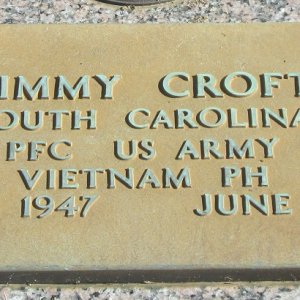 IMMY CROFT
OUTH CAROLINA
PFC US ARMY
VIETNAM PH
1947 JUNE